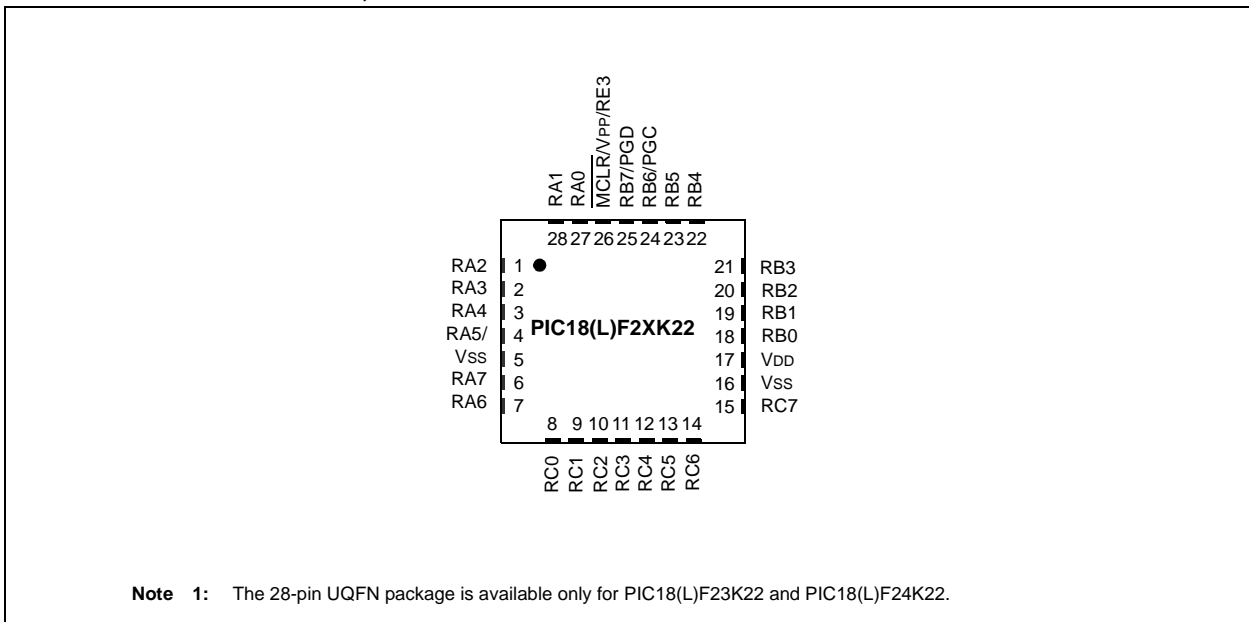 RA1
RA0
MCLR/VPP/RE3
RB7/PGD
RB6/PGC
RB5
RB4
28 27 26 25 24 23 22
RA2 1 21 RB3
RA3 2 20 RB2
RA4 3 19 RB1
RA5/ 4 PIC18(L)F2XK22 18 RB0
VSS 5 17 VDD
RA7 6 16 VSS
RA6 7 15 RC7
8 9 10 11 12 13 14
RC0
RC1
RC2
RC3
RC4
RC5
RC6
Note 1: The 28-pin UQFN package is available only for PIC18(L)F23K22 and PIC18(L)F24K22.